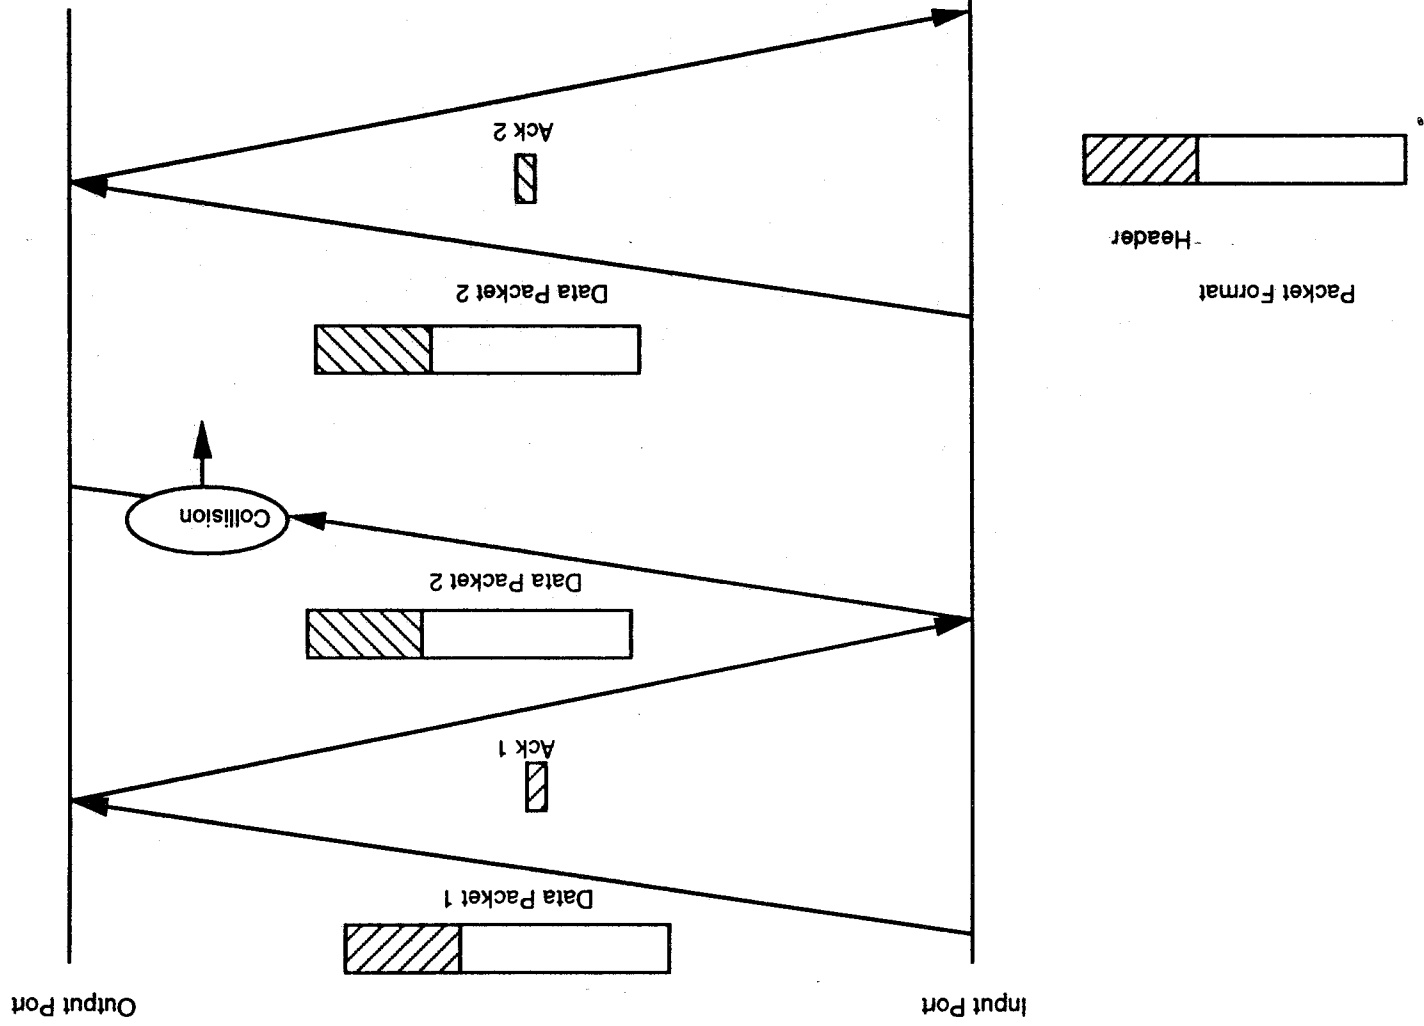 Input Port
Output Port
Data Packet 1
Ack 1
Data Packet 2
Collision
Data Packet 2
Ack 2
Packet Format
Header